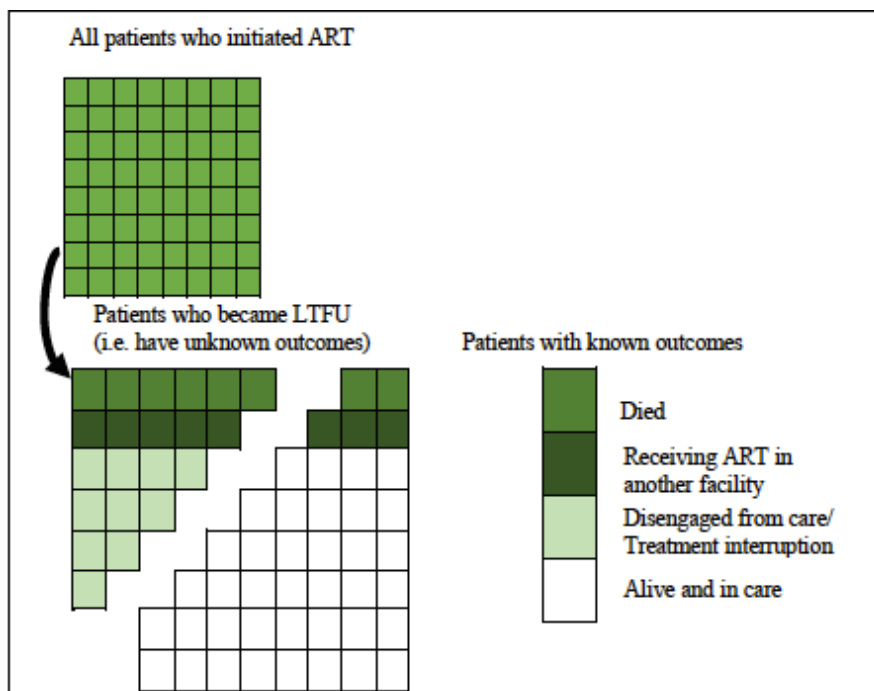 All patients who initiated ART
Patients who became LTFU
(i.e. have unknown outcomes)
Patients with known outcomes
Died
Receiving ART in
another facility
Disengaged from care/
Treatment interruption
Alive and in care